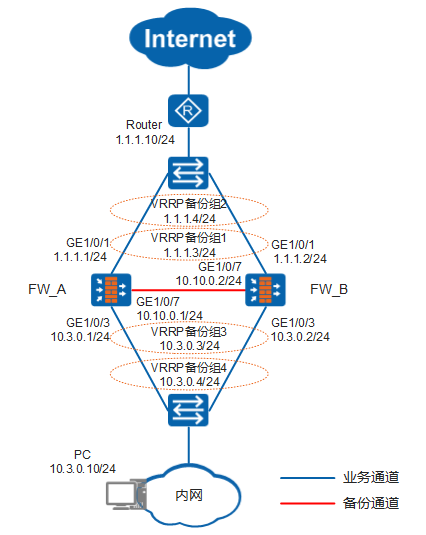 Internet
Router
1.1.1.10/24
VRRP备份组2
1.1.1.4/24
VRRP备份组1
1.1.1.3/24
GE1/0/1
1.1.1.1/24
GE1/0/1
1.1.1.2/24
GE1/0/7
10.10.0.2/24
FW_A
FW_B
GE1/0/7
10.10.0.1/24
GE1/0/3
10.3.0.1/24
GE1/0/3
10.3.0.2/24
VRRP备份组3
10.3.0.3/24
VRRP备份组4
10.3.0.4/24
PC
10.3.0.10/24
内网
业务通道
备份通道
R